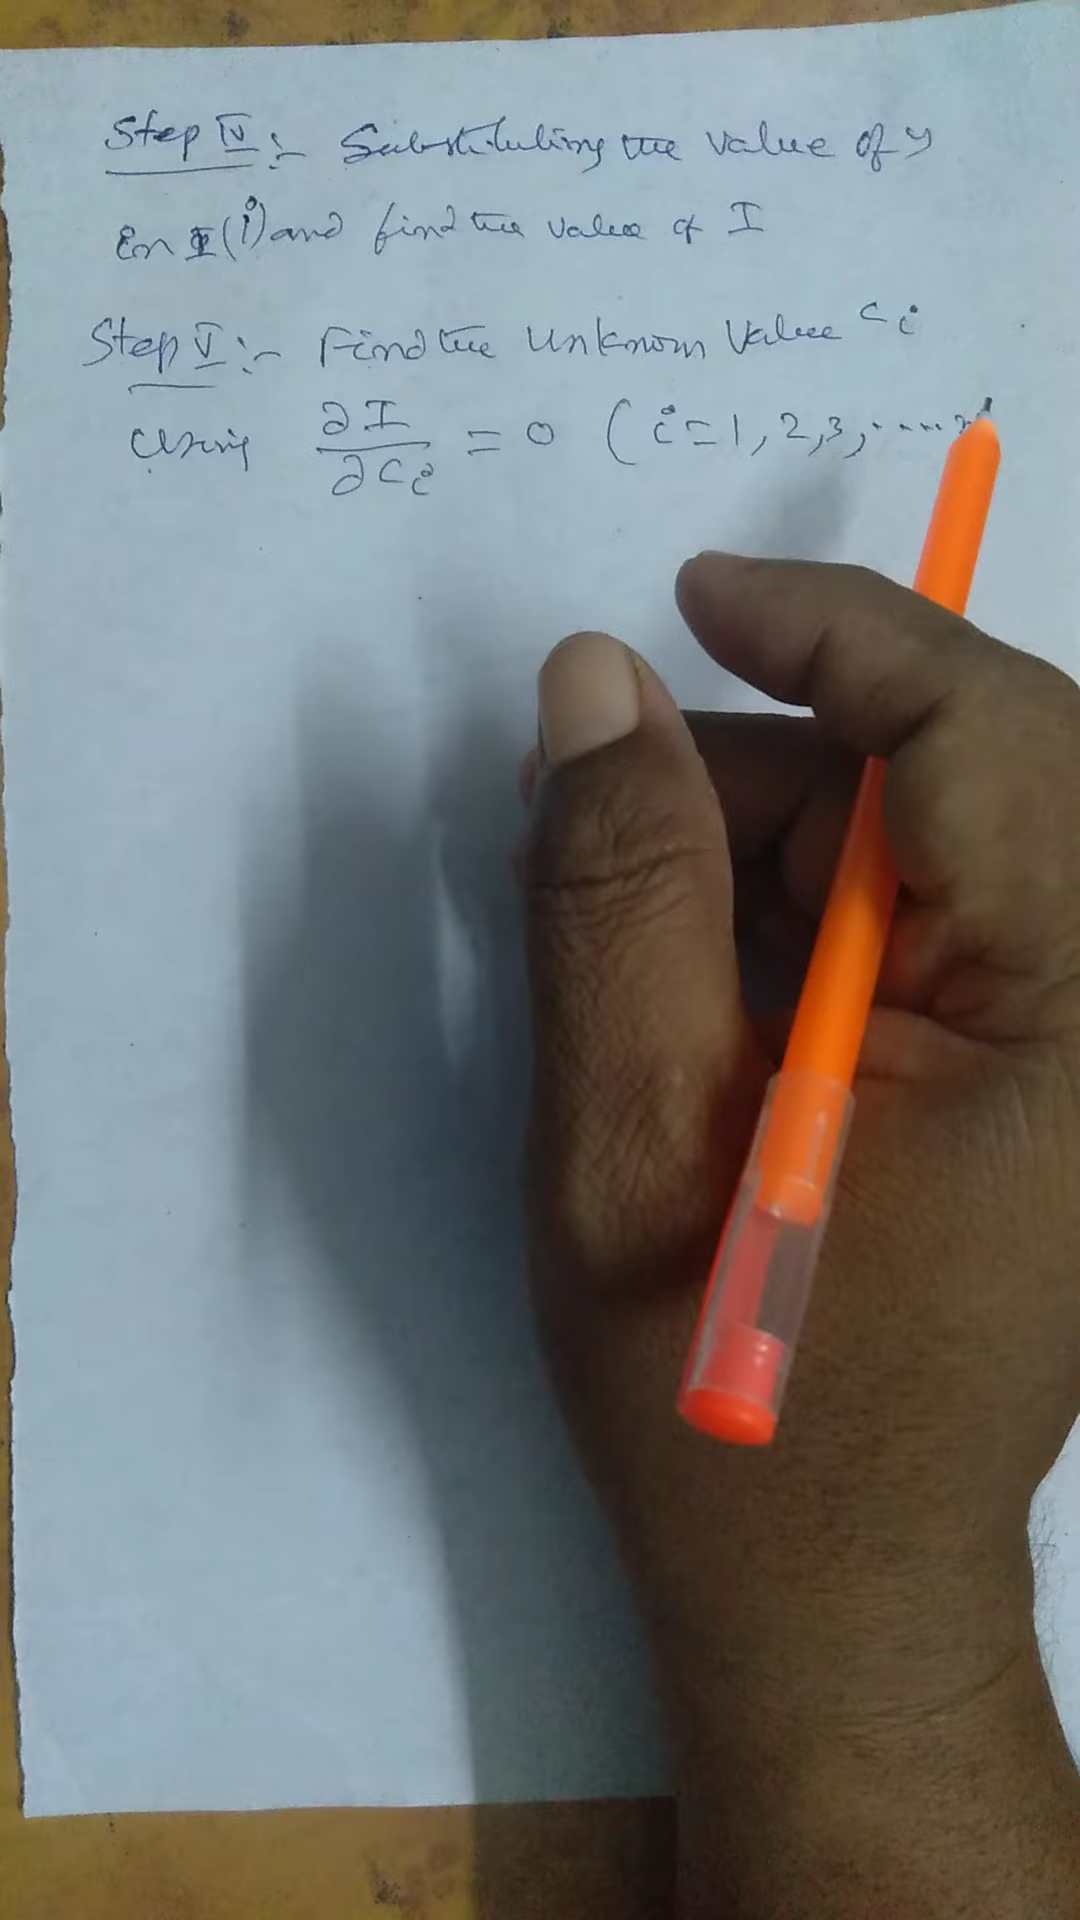 Step IV :- Substituting the value of y
in I (i) and find the value of I
Step V :- Find the unknown value Ci
using ∂I/∂Ci = 0 ( i = 1, 2, 3, ....